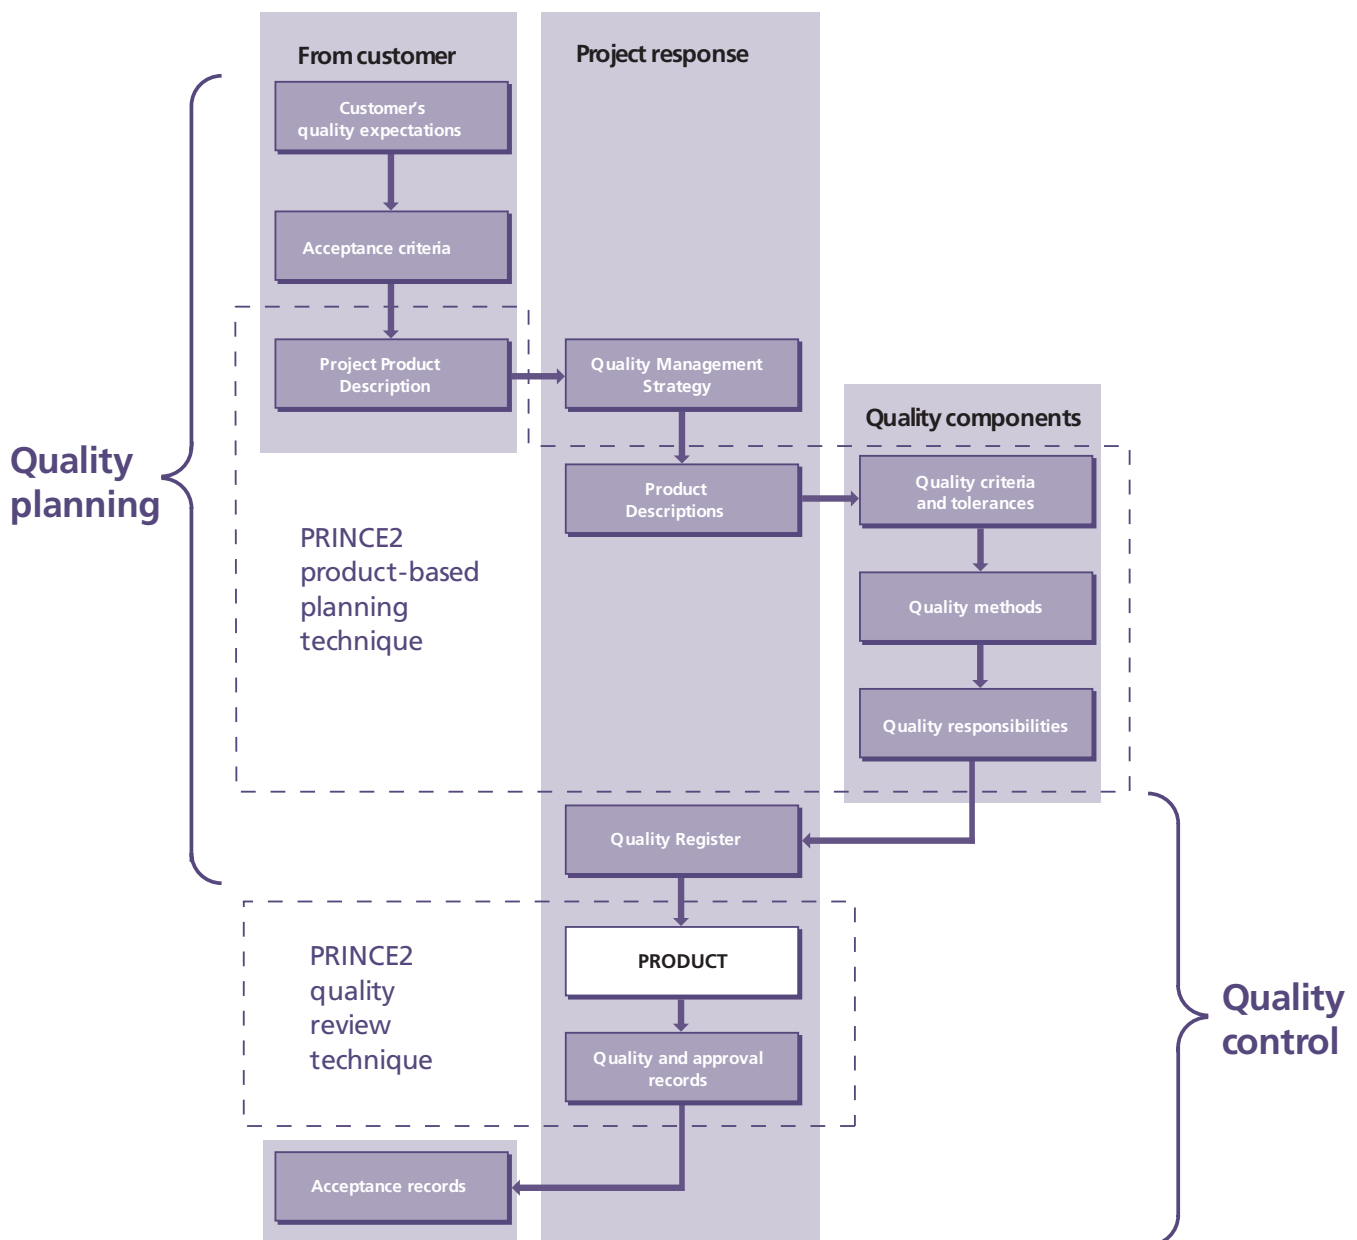 From customer
Project response
Customer's
quality expectations
Acceptance criteria
Project Product
Description
Quality Management
Strategy
Quality components
Quality
planning
Product
Descriptions
Quality criteria
and tolerances
PRINCE2
product-based
planning
technique
Quality methods
Quality responsibilities
Quality Register
PRINCE2
quality
review
technique
PRODUCT
Quality
control
Quality and approval
records
Acceptance records